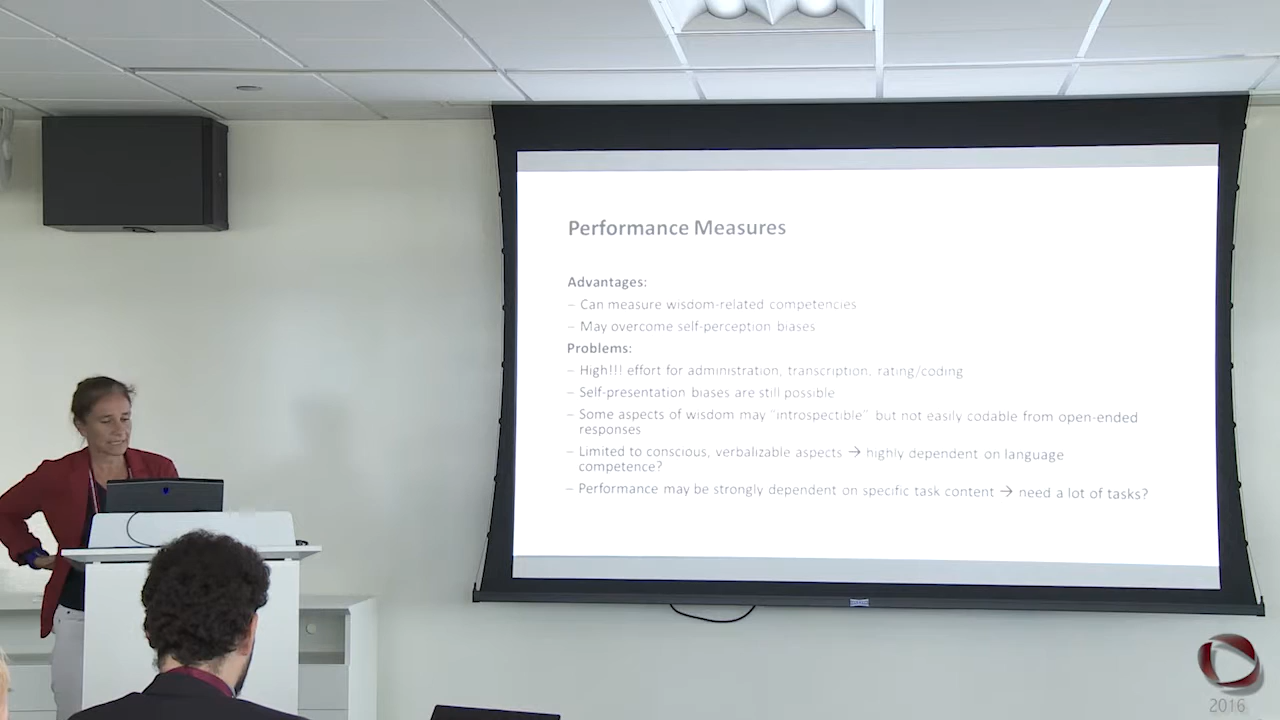 Performance Measures
Advantages:
– Can measure wisdom-related competencies
– May overcome self-perception biases
Problems:
– High!!! effort for administration, transcription, rating/coding
– Self-presentation biases are still possible
– Some aspects of wisdom may "introspectible" but not easily codable from open-ended
responses
– Limited to conscious, verbalizable aspects → highly dependent on language
competence?
– Performance may be strongly dependent on specific task content → need a lot of tasks?
2016